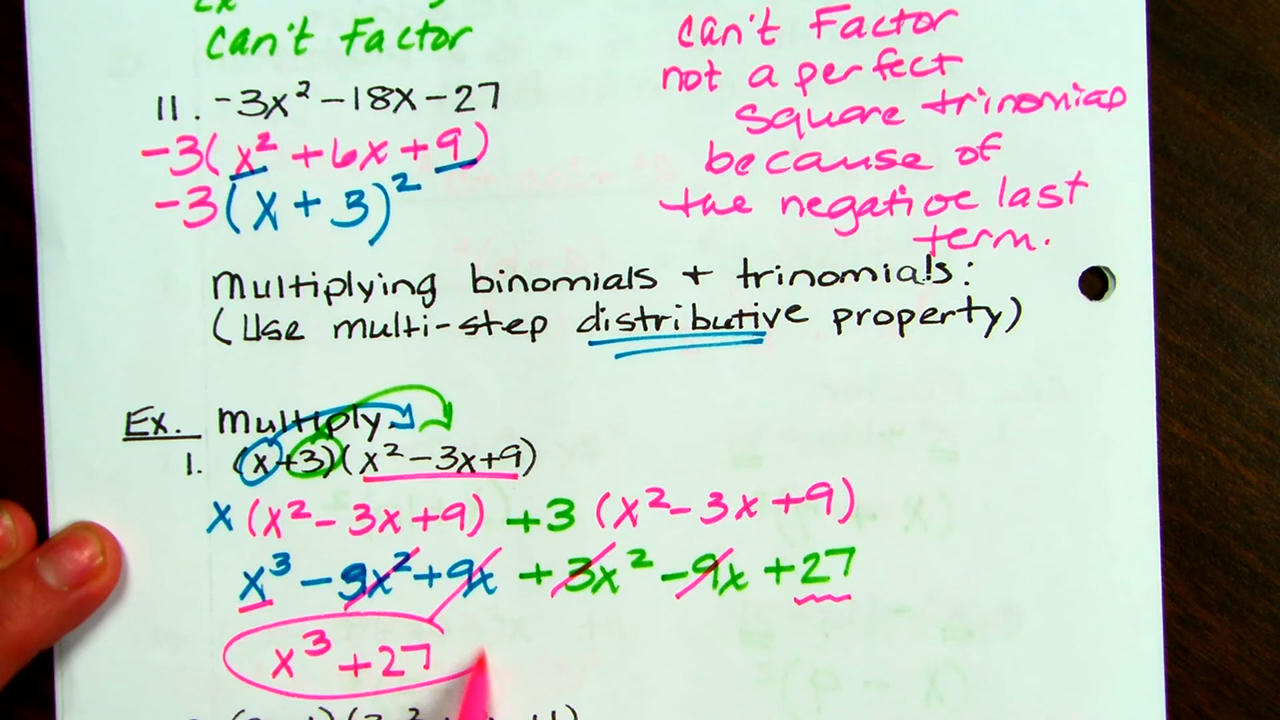 can't Factor
11. -3x² -18x -27
-3(x² +6x +9)
-3(x + 3)²
can't Factor
not a perfect
square trinomial
because of
the negative last
term.
Multiplying binomials + trinomials:
(Use multi-step distributive property)
Ex. Multiply.
1. (x+3)(x² -3x+9)
x (x² - 3x +9) +3 (x² - 3x +9)
x³ - 3x² +9x +3x² -9x +27
x³ +27